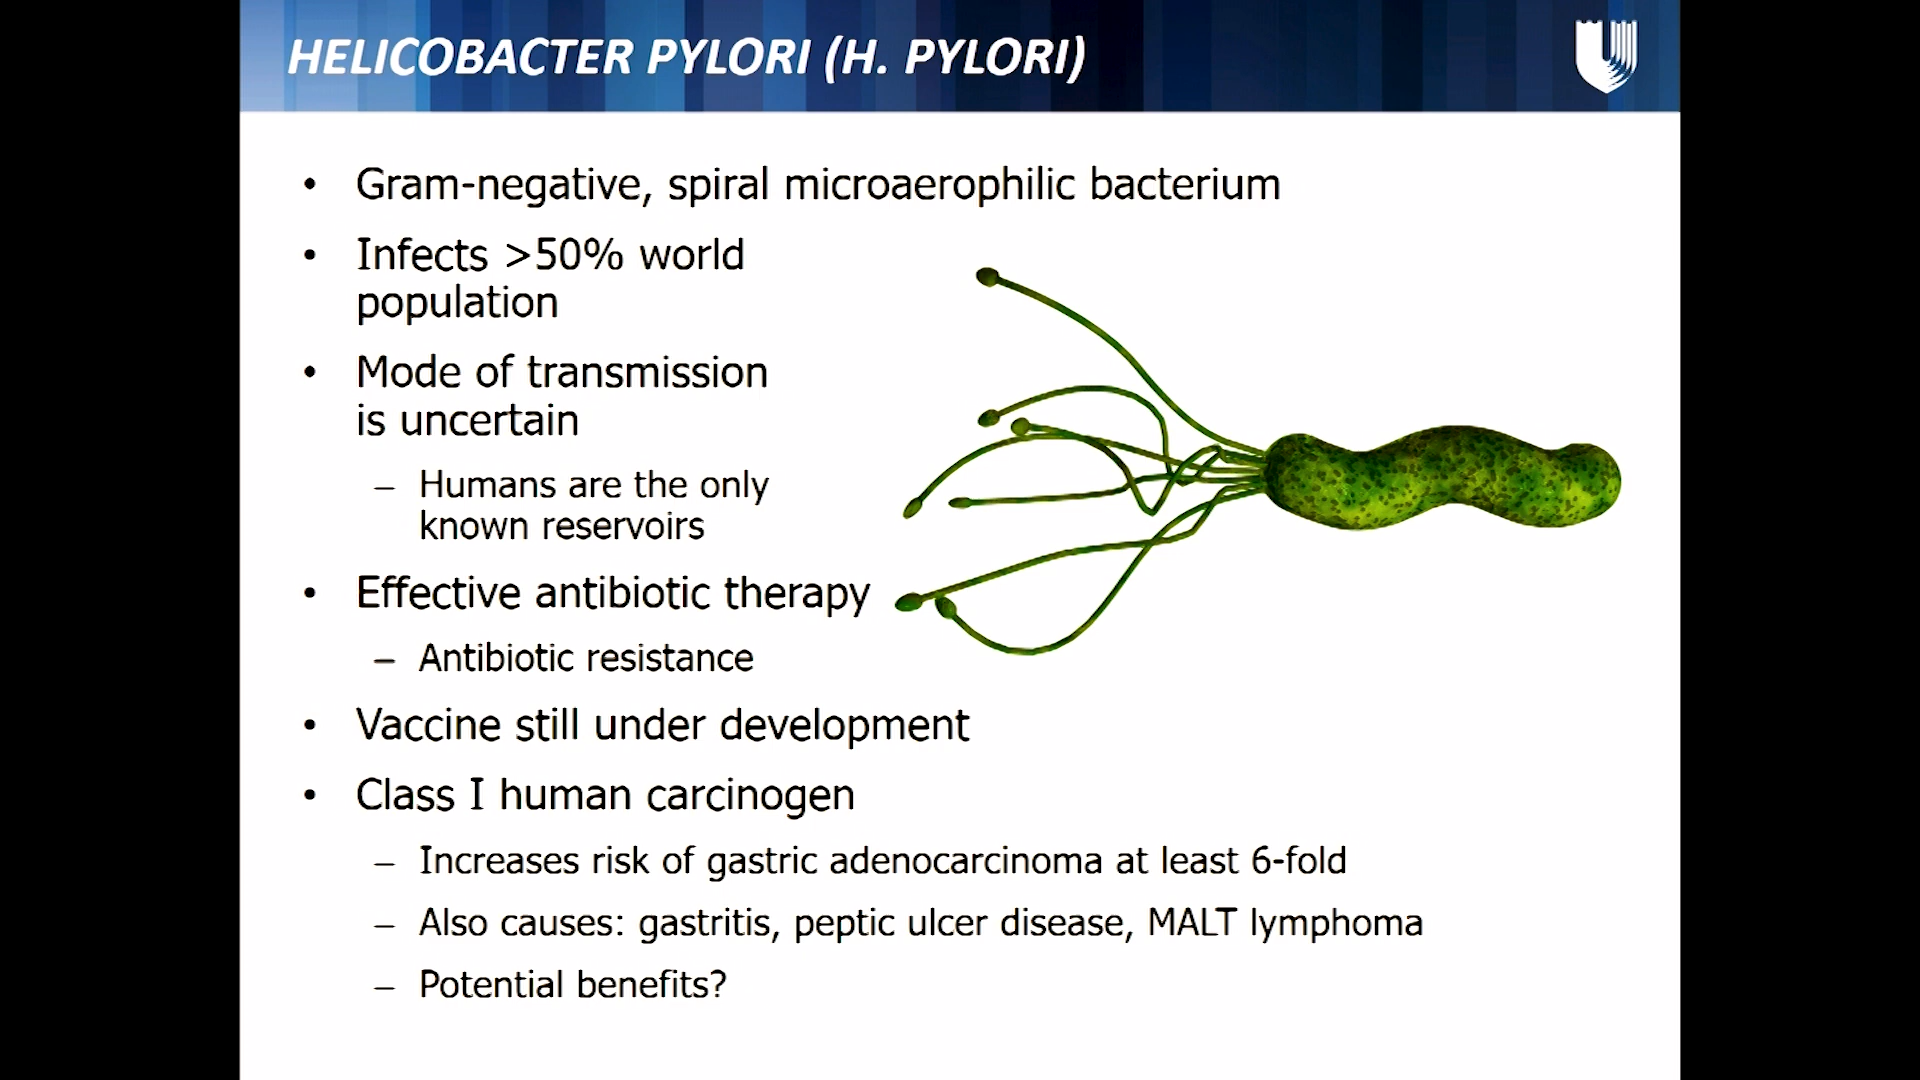 HELICOBACTER PYLORI (H. PYLORI)
• Gram-negative, spiral microaerophilic bacterium
• Infects >50% world
population
• Mode of transmission
is uncertain
– Humans are the only
known reservoirs
• Effective antibiotic therapy
– Antibiotic resistance
• Vaccine still under development
• Class I human carcinogen
– Increases risk of gastric adenocarcinoma at least 6-fold
– Also causes: gastritis, peptic ulcer disease, MALT lymphoma
– Potential benefits?